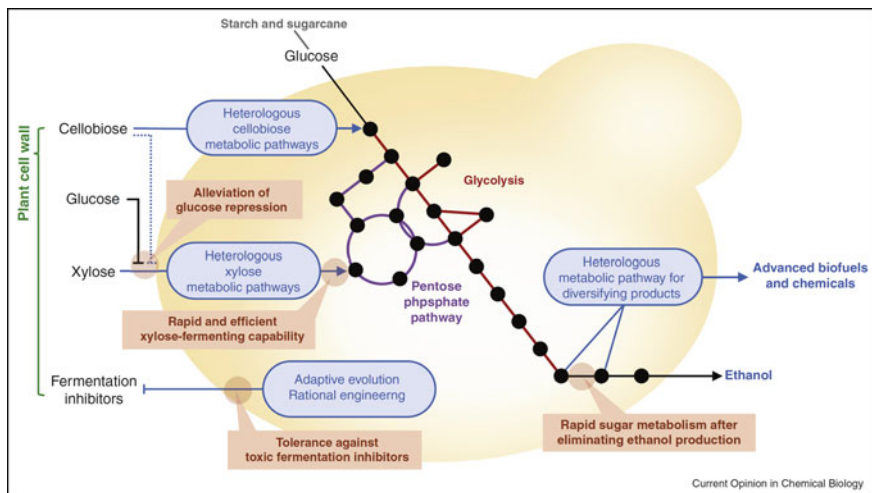 Starch and sugarcane
Glucose
Plant cell wall
Cellobiose
Heterologous
cellobiose
metabolic pathways
Glycolysis
Glucose
Alleviation of
glucose repression
Xylose
Heterologous
xylose
metabolic pathways
Pentose
phpsphate
pathway
Heterologous
metabolic pathway for
diversifying products
Advanced biofuels
and chemicals
Rapid and efficient
xylose-fermenting capability
Fermentation
inhibitors
Adaptive evolution
Rational engineerng
Ethanol
Tolerance against
toxic fermentation inhibitors
Rapid sugar metabolism after
eliminating ethanol production
Current Opinion in Chemical Biology